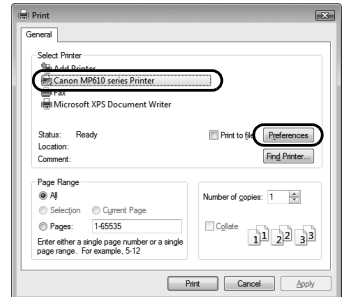 Print
General
Select Printer
Add Printer
Canon MP610 series Printer
Fax
Microsoft XPS Document Writer
Status: Ready
Print to file
Preferences
Location:
Comment:
Find Printer...
Page Range
All
Selection
Current Page
Pages: 1-65535
Enter either a single page number or a single
page range. For example, 5-12
Number of copies: 1
Collate
1 1 2 2 3 3
Print
Cancel
Apply